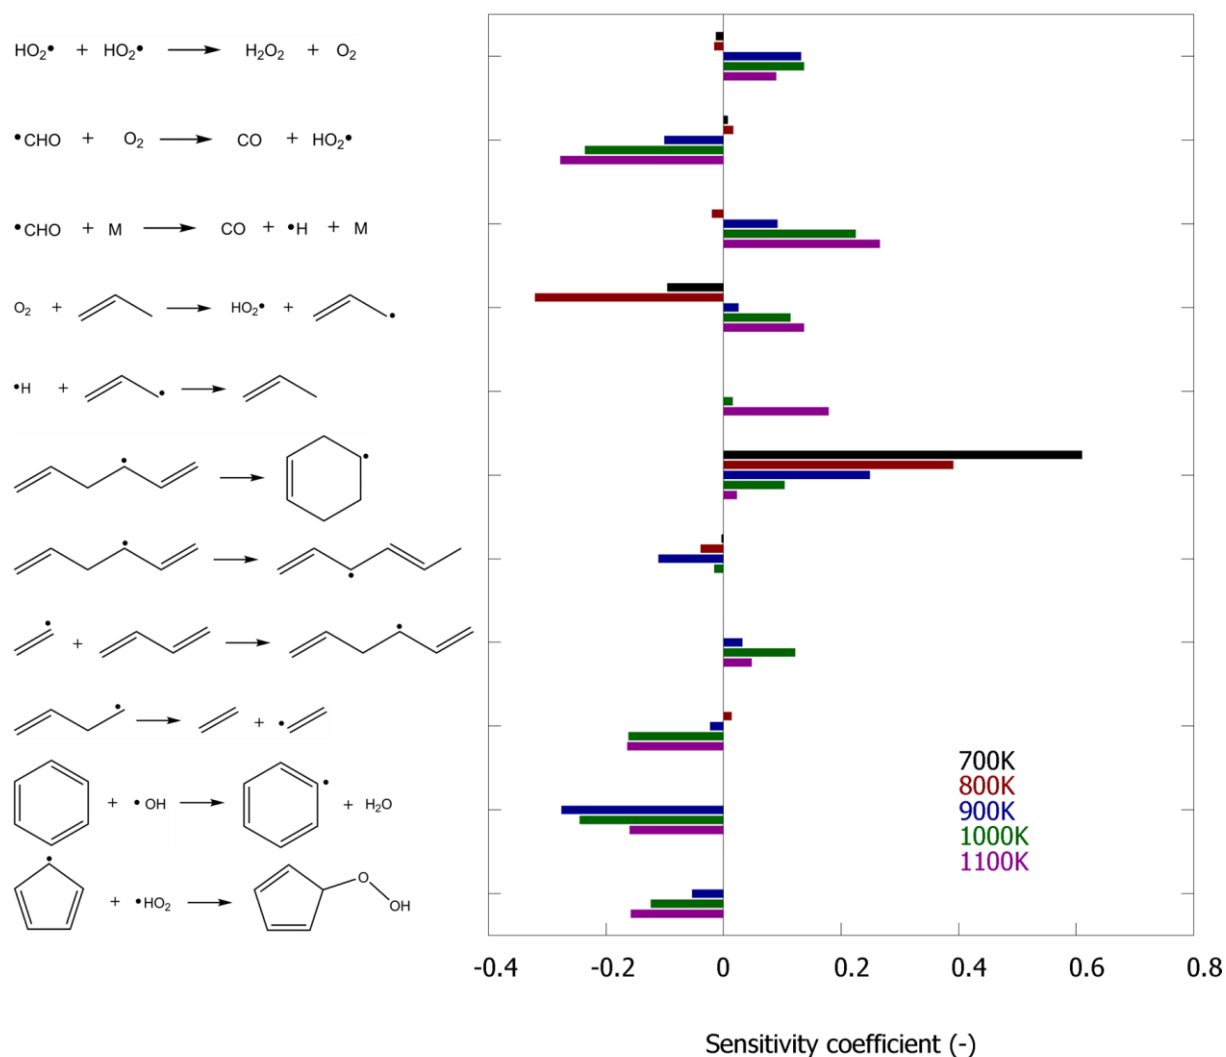 HO₂• + HO₂• → H₂O₂ + O₂
•CHO + O₂ → CO + HO₂•
•CHO + M → CO + •H + M
O₂ + → HO₂• + •
•H + • →
• → •
• → •
• + → •
• → + •
+ •OH → • + H₂O
• + •HO₂ → O OH
700K
800K
900K
1000K
1100K
-0.4 -0.2 0 0.2 0.4 0.6 0.8
Sensitivity coefficient (-)